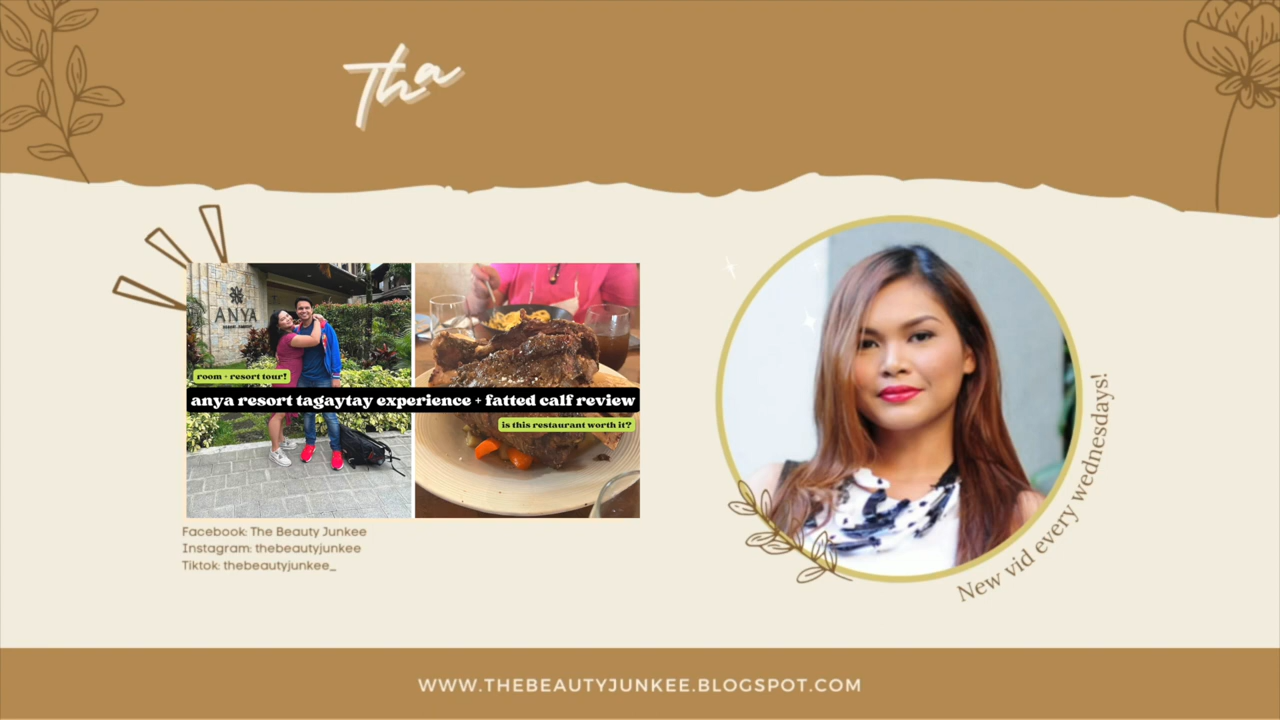 Tha
ANYA
room + resort tour!
anya resort tagaytay experience + fatted calf review
is this restaurant worth it?
Facebook: The Beauty Junkee
Instagram: thebeautyjunkee
Tiktok: thebeautyjunkee_
New vid every wednesdays!
WWW.THEBEAUTYJUNKEE.BLOGSPOT.COM